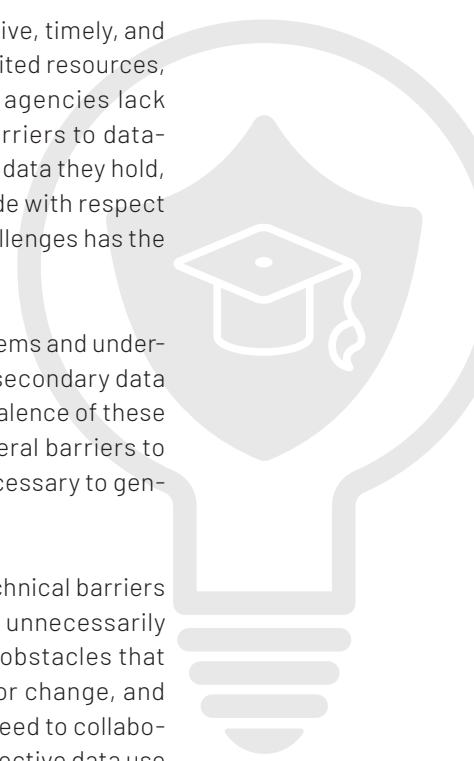 ive, timely, and
ited resources,
agencies lack
rriers to data-
data they hold,
de with respect
llenges has the
ems and under-
secondary data
alence of these
eral barriers to
cessary to gen-
chnical barriers
unnecessarily
obstacles that
or change, and
eed to collabo-
ective data use